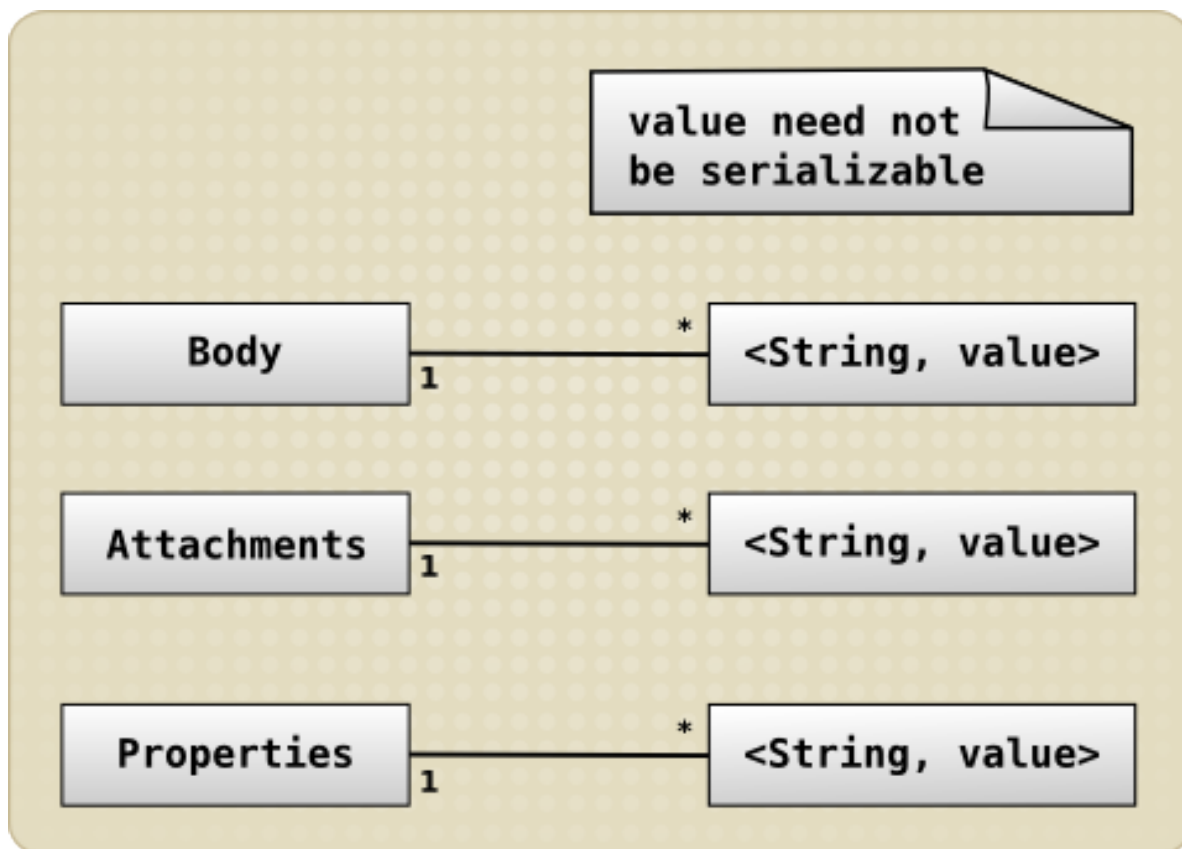 value need not
be serializable
*
Body
<String, value>
1
*
Attachments
<String, value>
1
*
Properties
<String, value>
1